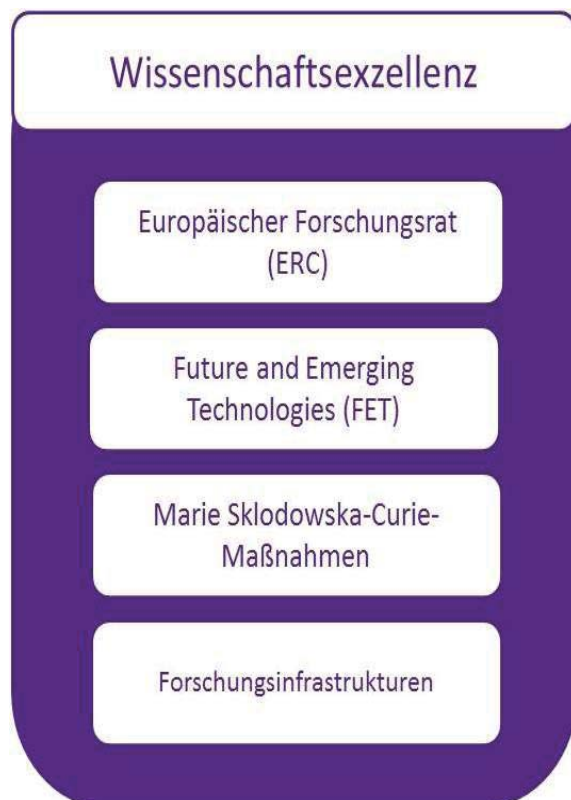 Wissenschaftsexzellenz
Europäischer Forschungsrat
(ERC)
Future and Emerging
Technologies (FET)
Marie Sklodowska-Curie-
Maßnahmen
Forschungsinfrastrukturen